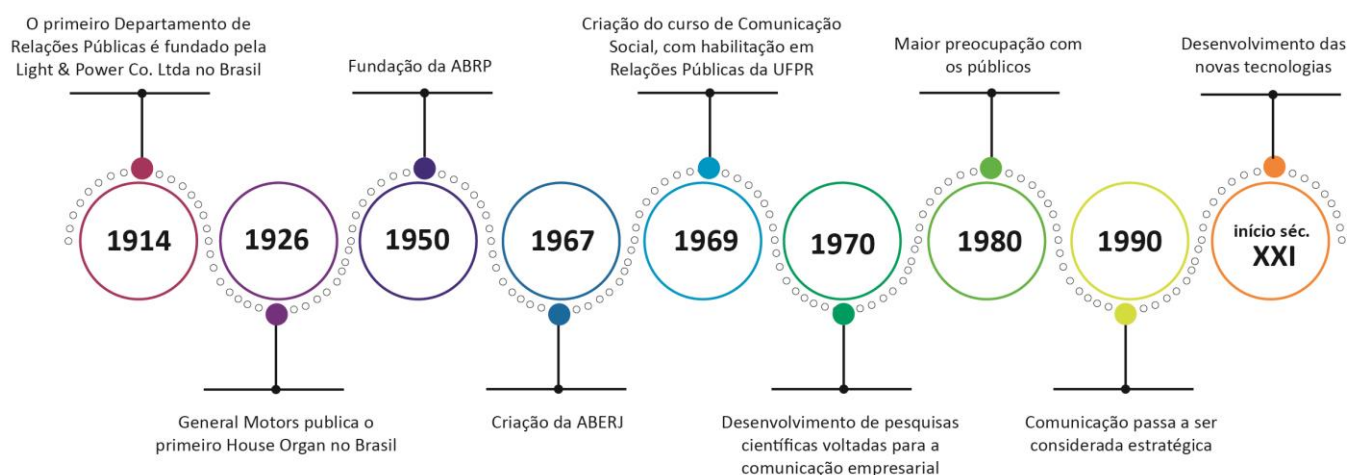 O primeiro Departamento de
Relações Públicas é fundado pela
Light & Power Co. Ltda no Brasil
1914
1926
General Motors publica o
primeiro House Organ no Brasil
Fundação da ABRP
1950
1967
Criação da ABERJ
Criação do curso de Comunicação
Social, com habilitação em
Relações Públicas da UFPR
1969
1970
Desenvolvimento de pesquisas
científicas voltadas para a
comunicação empresarial
Maior preocupação com
os públicos
1980
1990
Comunicação passa a ser
considerada estratégica
Desenvolvimento das
novas tecnologias
início séc.
XXI